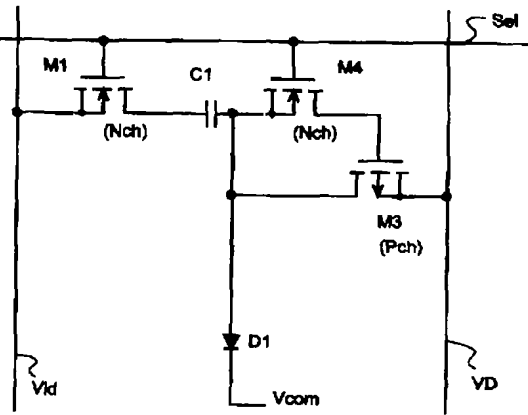 Sel
M1
C1
M4
(Nch)
(Nch)
M3
(Pch)
D1
Vid
Vcom
VD